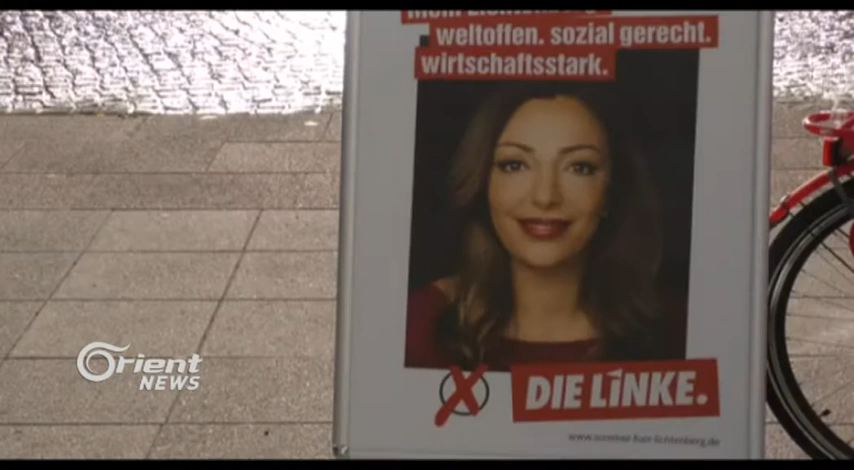 weltoffen. sozial gerecht.
wirtschaftsstark.
DIE LINKE.
Orient
NEWS